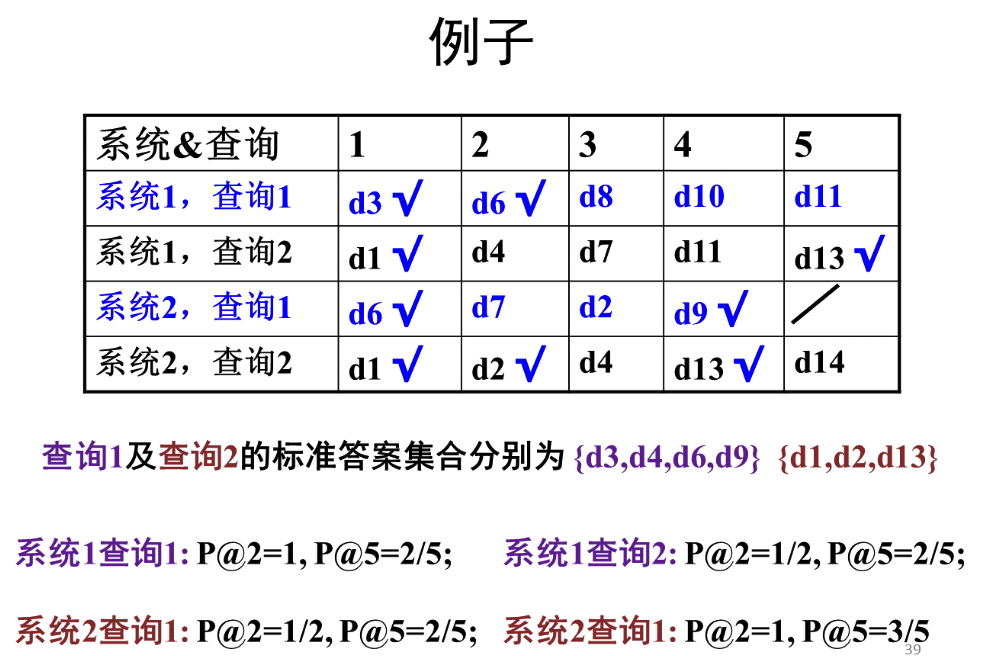 例子
系统&查询 1 2 3 4 5
系统1，查询1 d3 √ d6 √ d8 d10 d11
系统1，查询2 d1 √ d4 d7 d11 d13 √
系统2，查询1 d6 √ d7 d2 d9 √ /
系统2，查询2 d1 √ d2 √ d4 d13 √ d14
查询1及查询2的标准答案集合分别为 {d3,d4,d6,d9} {d1,d2,d13}
系统1查询1: P@2=1, P@5=2/5; 系统1查询2: P@2=1/2, P@5=2/5;
系统2查询1: P@2=1/2, P@5=2/5; 系统2查询1: P@2=1, P@5=3/5
39